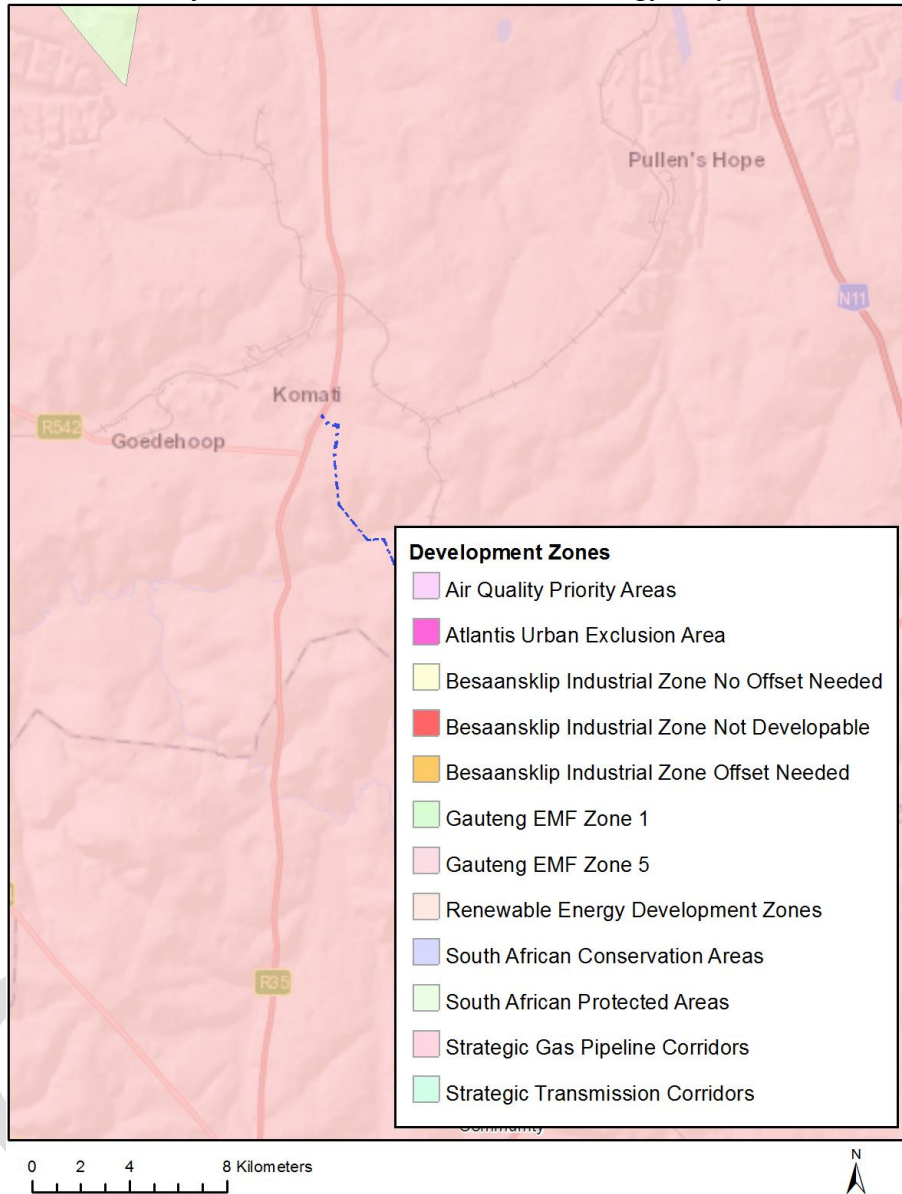 Pullen's Hope
N11
Komati
R542
Goedehoop
R35
Development Zones
Air Quality Priority Areas
Atlantis Urban Exclusion Area
Besaansklip Industrial Zone No Offset Needed
Besaansklip Industrial Zone Not Developable
Besaansklip Industrial Zone Offset Needed
Gauteng EMF Zone 1
Gauteng EMF Zone 5
Renewable Energy Development Zones
South African Conservation Areas
South African Protected Areas
Strategic Gas Pipeline Corridors
Strategic Transmission Corridors
Community
0 2 4 8 Kilometers
N